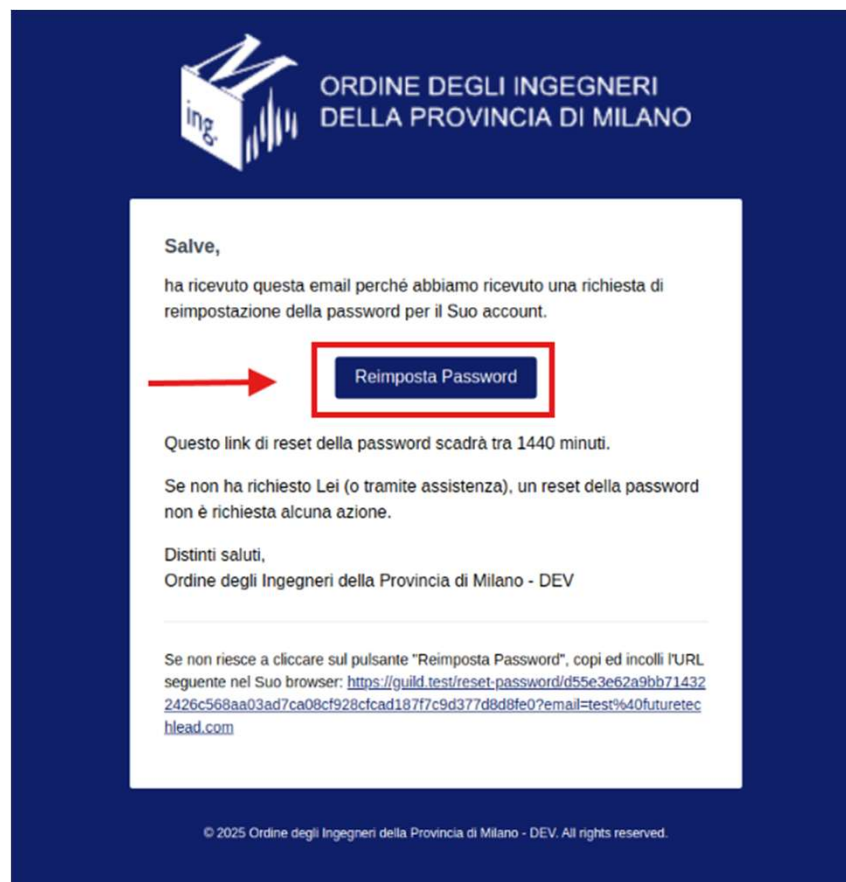 ing.
ORDINE DEGLI INGEGNERI
DELLA PROVINCIA DI MILANO
Salve,
ha ricevuto questa email perché abbiamo ricevuto una richiesta di
reimpostazione della password per il Suo account.
Reimposta Password
Questo link di reset della password scadrà tra 1440 minuti.
Se non ha richiesto Lei (o tramite assistenza), un reset della password
non è richiesta alcuna azione.
Distinti saluti,
Ordine degli Ingegneri della Provincia di Milano - DEV
Se non riesce a cliccare sul pulsante "Reimposta Password", copi ed incolli l'URL
seguente nel Suo browser: https://guild.test/reset-password/d55e3e62a9bb71432
2426c568aa03ad7ca08cf928cfcad187f7c9d377d8d8fe0?email=test%40futuretec
hlead.com
© 2025 Ordine degli Ingegneri della Provincia di Milano - DEV. All rights reserved.